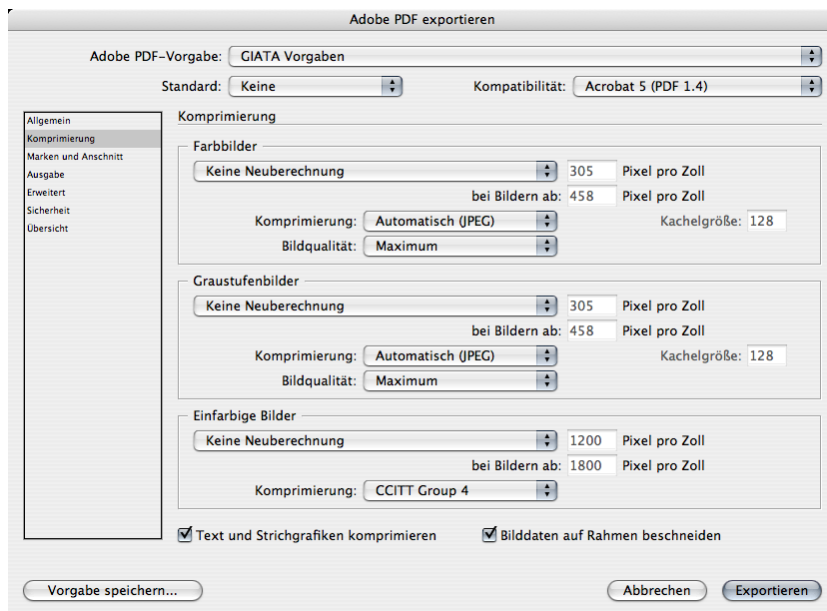 Adobe PDF exportieren
Adobe PDF-Vorgabe: GIATA Vorgaben
Standard: Keine Kompatibilität: Acrobat 5 (PDF 1.4)
Allgemein
Komprimierung
Marken und Anschnitt
Ausgabe
Erweitert
Sicherheit
Übersicht
Komprimierung
Farbbilder
Keine Neuberechnung 305 Pixel pro Zoll
bei Bildern ab: 458 Pixel pro Zoll
Komprimierung: Automatisch (JPEG) Kachelgröße: 128
Bildqualität: Maximum
Graustufenbilder
Keine Neuberechnung 305 Pixel pro Zoll
bei Bildern ab: 458 Pixel pro Zoll
Komprimierung: Automatisch (JPEG) Kachelgröße: 128
Bildqualität: Maximum
Einfarbige Bilder
Keine Neuberechnung 1200 Pixel pro Zoll
bei Bildern ab: 1800 Pixel pro Zoll
Komprimierung: CCITT Group 4
Text und Strichgrafiken komprimieren Bilddaten auf Rahmen beschneiden
Vorgabe speichern... Abbrechen Exportieren